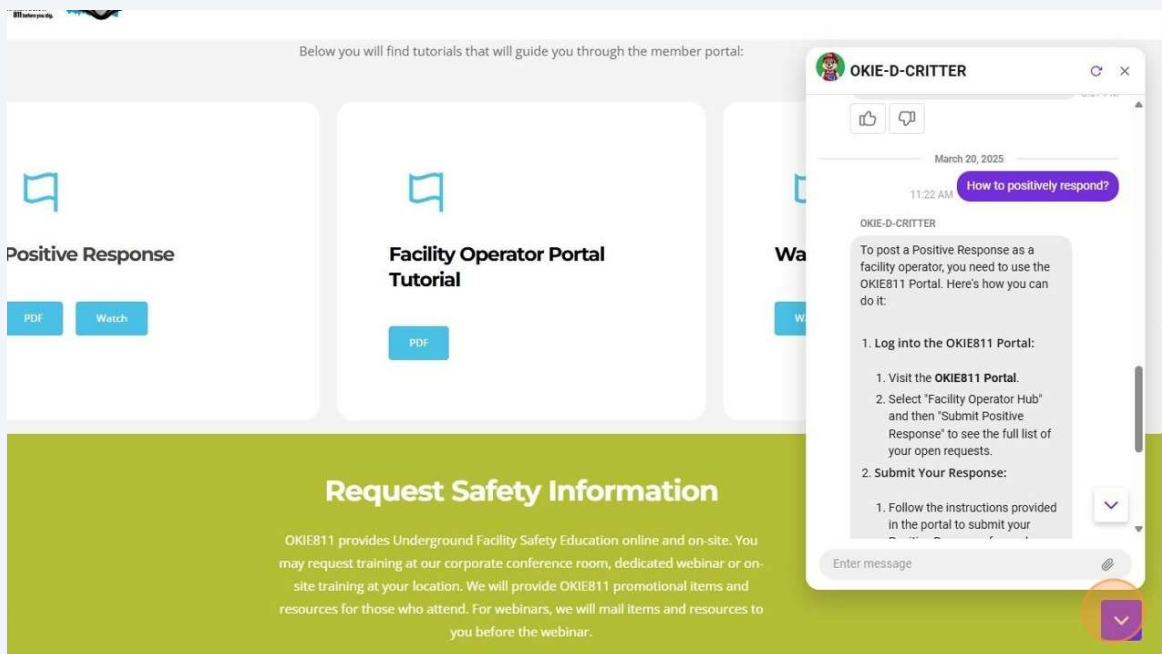 811 before you dig.
Below you will find tutorials that will guide you through the member portal:
Positive Response
PDF
Watch
Facility Operator Portal
Tutorial
PDF
Request Safety Information
OKIE811 provides Underground Facility Safety Education online and on-site. You
may request training at our corporate conference room, dedicated webinar or on-
site training at your location. We will provide OKIE811 promotional items and
resources for those who attend. For webinars, we will mail items and resources to
you before the webinar.
OKIE-D-CRITTER
March 20, 2025
How to positively respond?
11:22 AM
OKIE-D-CRITTER
To post a Positive Response as a
facility operator, you need to use the
OKIE811 Portal. Here's how you can
do it:
1. Log into the OKIE811 Portal:
1. Visit the OKIE811 Portal.
2. Select "Facility Operator Hub"
and then "Submit Positive
Response" to see the full list of
your open requests.
2. Submit Your Response:
1. Follow the instructions provided
in the portal to submit your
Enter message